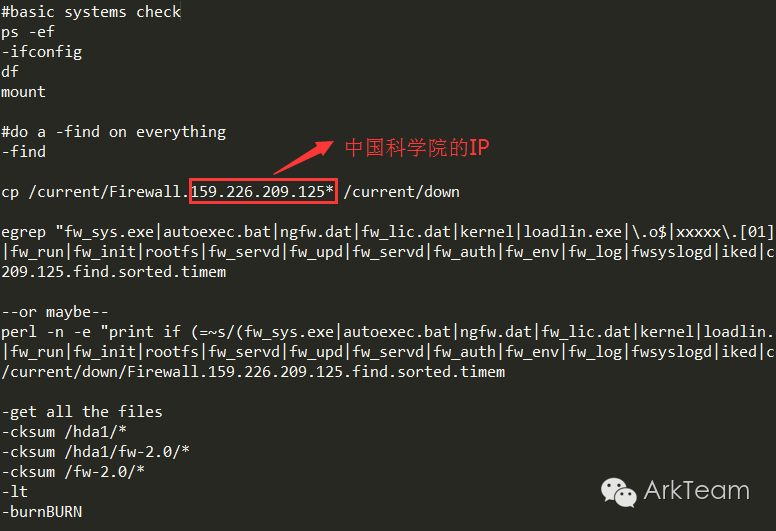 #basic systems check
ps -ef
-ifconfig
df
mount
#do a -find on everything
-find
中国科学院的IP
cp /current/Firewall.159.226.209.125* /current/down
egrep "fw_sys.exe|autoexec.bat|ngfw.dat|fw_lic.dat|kernel|loadlin.exe|\.o$|xxxxx\.[01]
|fw_run|fw_init|rootfs|fw_servd|fw_upd|fw_servd|fw_auth|fw_env|fw_log|fwsyslogd|iked|c
209.125.find.sorted.timem
--or maybe--
perl -n -e "print if (=~s/(fw_sys.exe|autoexec.bat|ngfw.dat|fw_lic.dat|kernel|loadlin.
|fw_run|fw_init|rootfs|fw_servd|fw_upd|fw_servd|fw_auth|fw_env|fw_log|fwsyslogd|iked|c
/current/down/Firewall.159.226.209.125.find.sorted.timem
-get all the files
-cksum /hda1/*
-cksum /hda1/fw-2.0/*
-cksum /fw-2.0/*
-lt
-burnBURN
ArkTeam